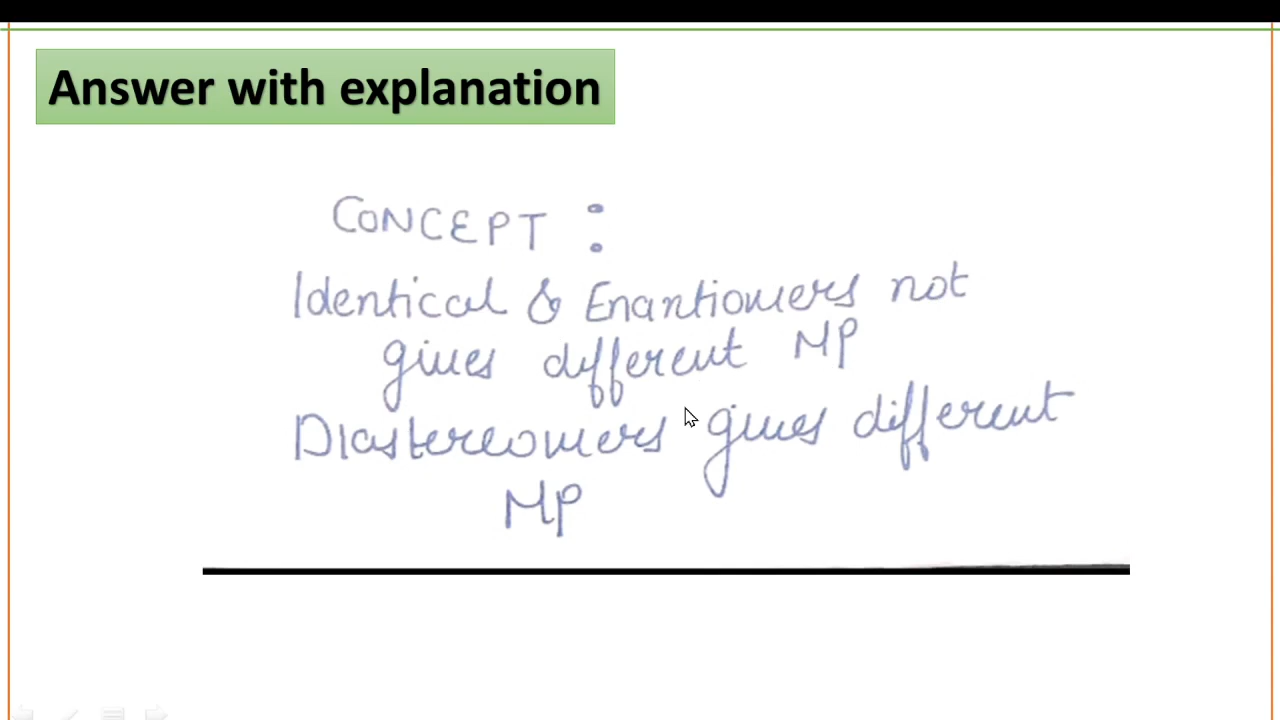 Answer with explanation
CONCEPT :
Identical & Enantiomers not
gives different MP
Diastereomers gives different
MP